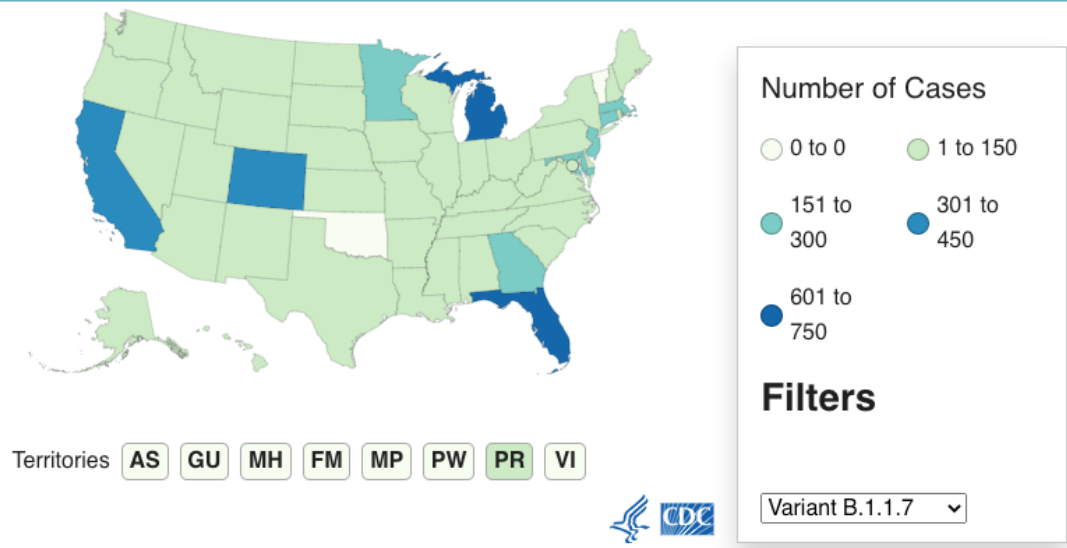 Number of Cases
0 to 0
1 to 150
151 to
300
301 to
450
601 to
750
Filters
Territories AS GU MH FM MP PW PR VI
CDC
Variant B.1.1.7